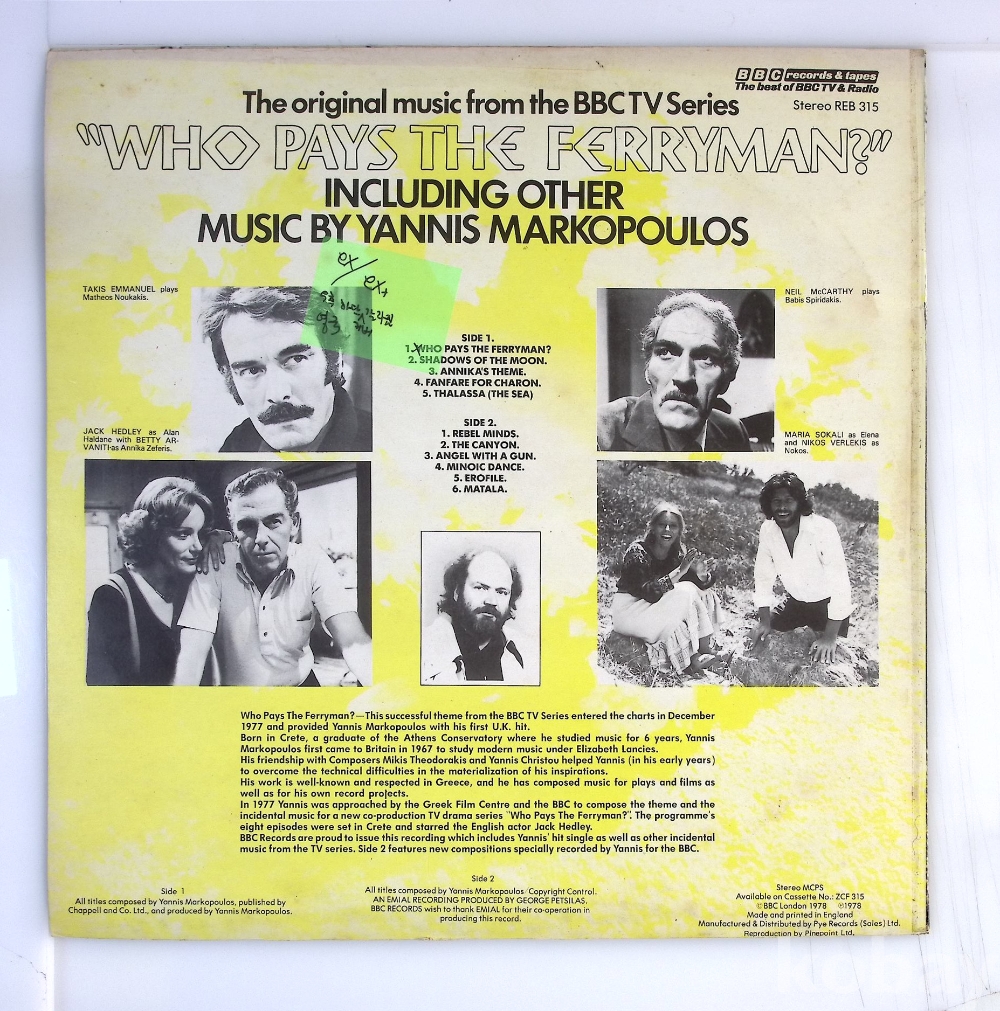 BBC records & tapes
The best of BBC TV & Radio
The original music from the BBC TV Series
Stereo REB 315
"WHO PAYS THE FERRYMAN?"
INCLUDING OTHER
MUSIC BY YANNIS MARKOPOULOS
ex / ex+
영국
TAKIS EMMANUEL plays
Matheos Noukakis.
NEIL McCARTHY plays
Babis Spiridakis.
SIDE 1.
1. WHO PAYS THE FERRYMAN?
2. SHADOWS OF THE MOON.
3. ANNIKA'S THEME.
4. FANFARE FOR CHARON.
5. THALASSA (THE SEA)
SIDE 2.
1. REBEL MINDS.
2. THE CANYON.
3. ANGEL WITH A GUN.
4. MINOIC DANCE.
5. EROFILE.
6. MATALA.
JACK HEDLEY as Alan
Haldane with BETTY AR-
VANITI as Annika Zeferis.
MARIA SOKALI as Elena
and NIKOS VERLEKIS as
Nokos.
Who Pays The Ferryman?—This successful theme from the BBC TV Series entered the charts in December
1977 and provided Yannis Markopoulos with his first U.K. hit.
Born in Crete, a graduate of the Athens Conservatory where he studied music for 6 years, Yannis
Markopoulos first came to Britain in 1967 to study modern music under Elizabeth Lancies.
His friendship with Composers Mikis Theodorakis and Yannis Christou helped Yannis (in his early years)
to overcome the technical difficulties in the materialization of his inspirations.
His work is well-known and respected in Greece, and he has composed music for plays and films as
well as for his own record projects.
In 1977 Yannis was approached by the Greek Film Centre and the BBC to compose the theme and the
incidental music for a new co-production TV drama series "Who Pays The Ferryman?". The programme's
eight episodes were set in Crete and starred the English actor Jack Hedley.
BBC Records are proud to issue this recording which includes Yannis' hit single as well as other incidental
music from the TV series. Side 2 features new compositions specially recorded by Yannis for the BBC.
Side 1
All titles composed by Yannis Markopoulos, published by
Chappell and Co. Ltd., and produced by Yannis Markopoulos.
Side 2
All titles composed by Yannis Markopoulos Copyright Control.
AN EMIAL RECORDING PRODUCED BY GEORGE PETSILAS.
BBC RECORDS wish to thank EMIAL for their co-operation in
producing this record.
Stereo MCPS
Available on Cassette No.: ZCF 315
©BBC London 1978 ℗1978
Made and printed in England
Manufactured & Distributed by Pye Records (Sales) Ltd.
Reproduction by Pinepoint Ltd.